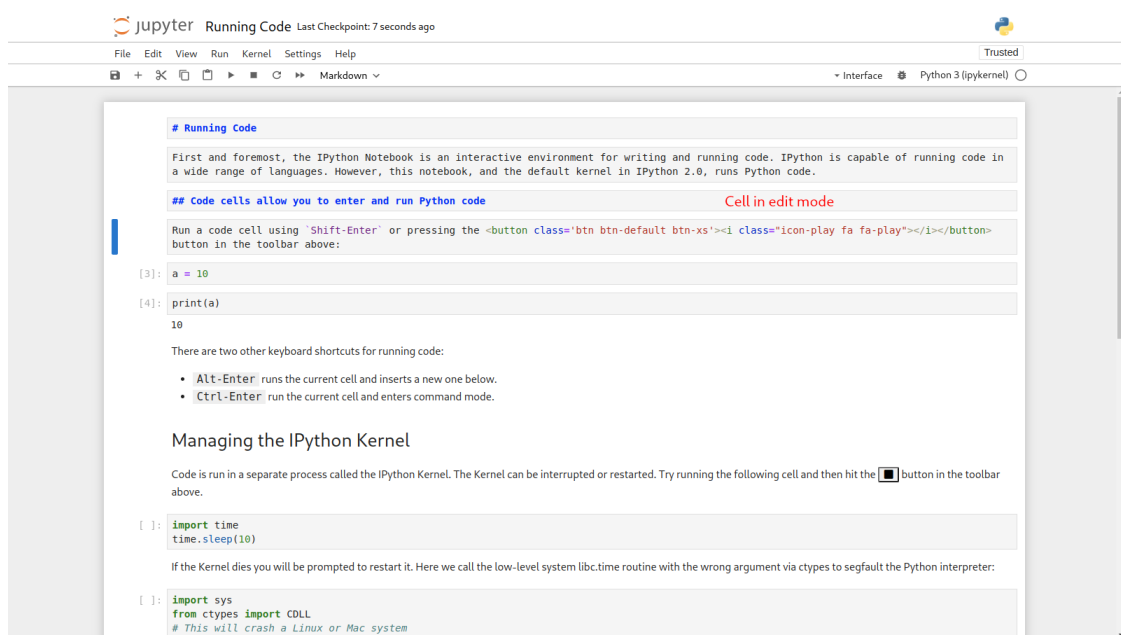 jupyter Running Code Last Checkpoint: 7 seconds ago
File Edit View Run Kernel Settings Help Trusted
Markdown Interface Python 3 (ipykernel)
# Running Code
First and foremost, the IPython Notebook is an interactive environment for writing and running code. IPython is capable of running code in
a wide range of languages. However, this notebook, and the default kernel in IPython 2.0, runs Python code.
## Code cells allow you to enter and run Python code
Cell in edit mode
Run a code cell using `Shift-Enter` or pressing the <button class='btn btn-default btn-xs'><i class="icon-play fa fa-play"></i></button>
button in the toolbar above:
[3]: a = 10
[4]: print(a)
10
There are two other keyboard shortcuts for running code:
• Alt-Enter runs the current cell and inserts a new one below.
• Ctrl-Enter run the current cell and enters command mode.
Managing the IPython Kernel
Code is run in a separate process called the IPython Kernel. The Kernel can be interrupted or restarted. Try running the following cell and then hit the button in the toolbar
above.
[ ]: import time
time.sleep(10)
If the Kernel dies you will be prompted to restart it. Here we call the low-level system libc.time routine with the wrong argument via ctypes to segfault the Python interpreter:
[ ]: import sys
from ctypes import CDLL
# This will crash a Linux or Mac system